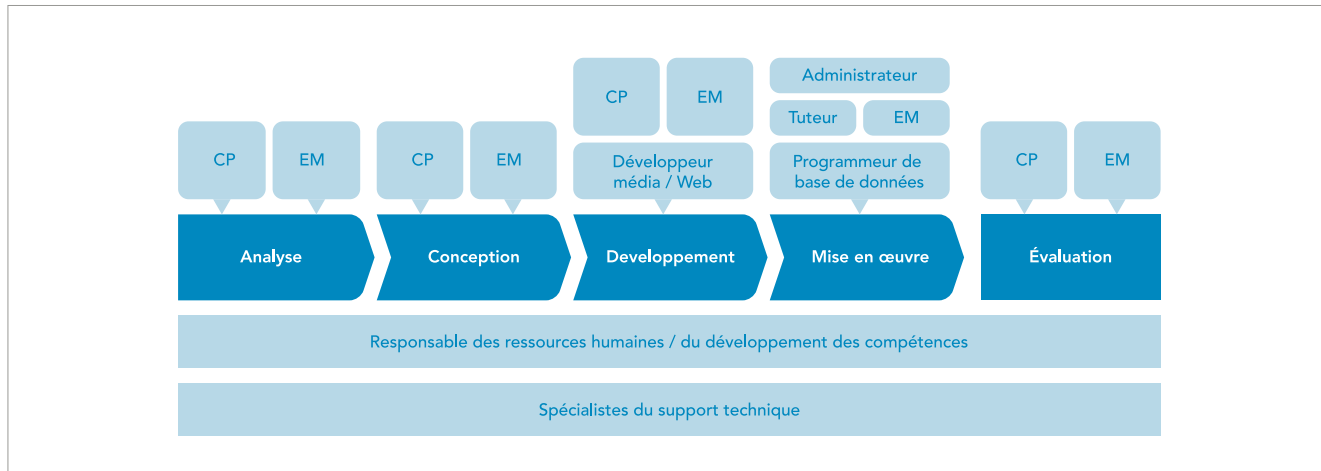 CP
EM
CP
EM
CP
EM
Développeur
média / Web
Administrateur
Tuteur
EM
Programmeur de
base de données
CP
EM
Analyse
Conception
Developpement
Mise en œuvre
Évaluation
Responsable des ressources humaines / du développement des compétences
Spécialistes du support technique